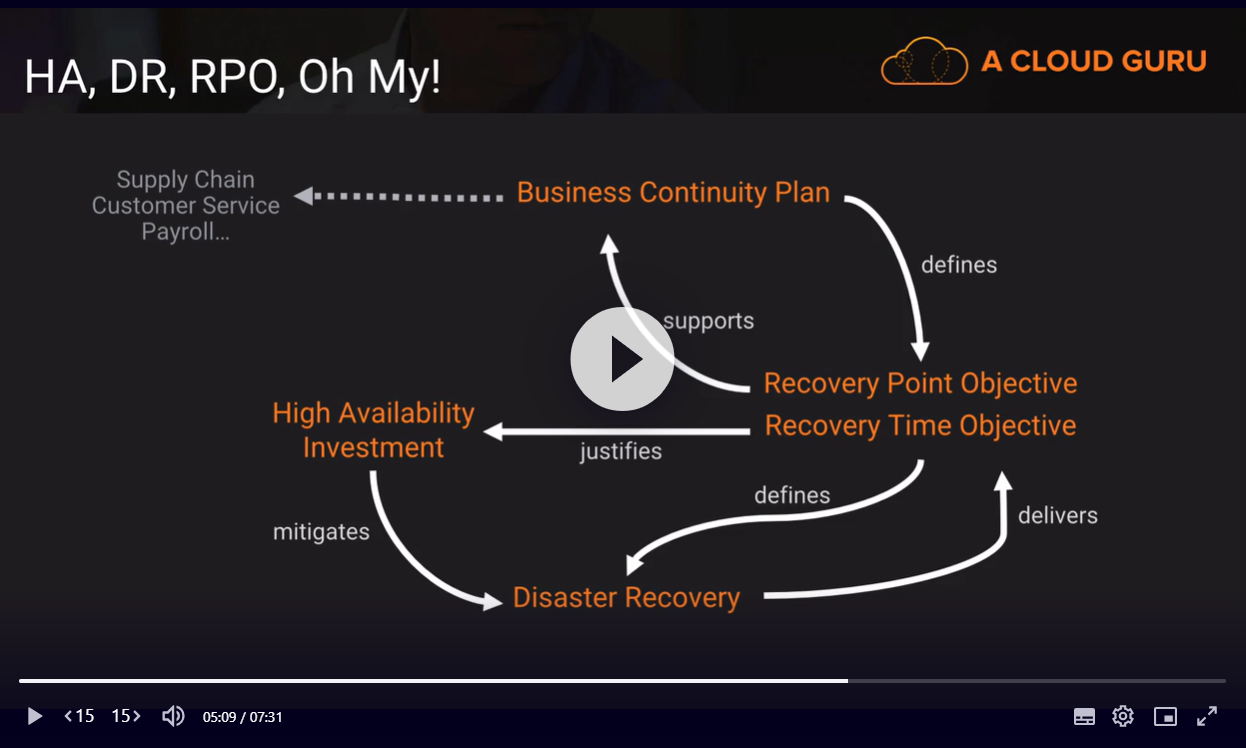 HA, DR, RPO, Oh My!
A CLOUD GURU
Supply Chain
Customer Service
Payroll...
Business Continuity Plan
defines
supports
Recovery Point Objective
Recovery Time Objective
High Availability
Investment
justifies
defines
mitigates
delivers
Disaster Recovery
15 15 05:09 / 07:31